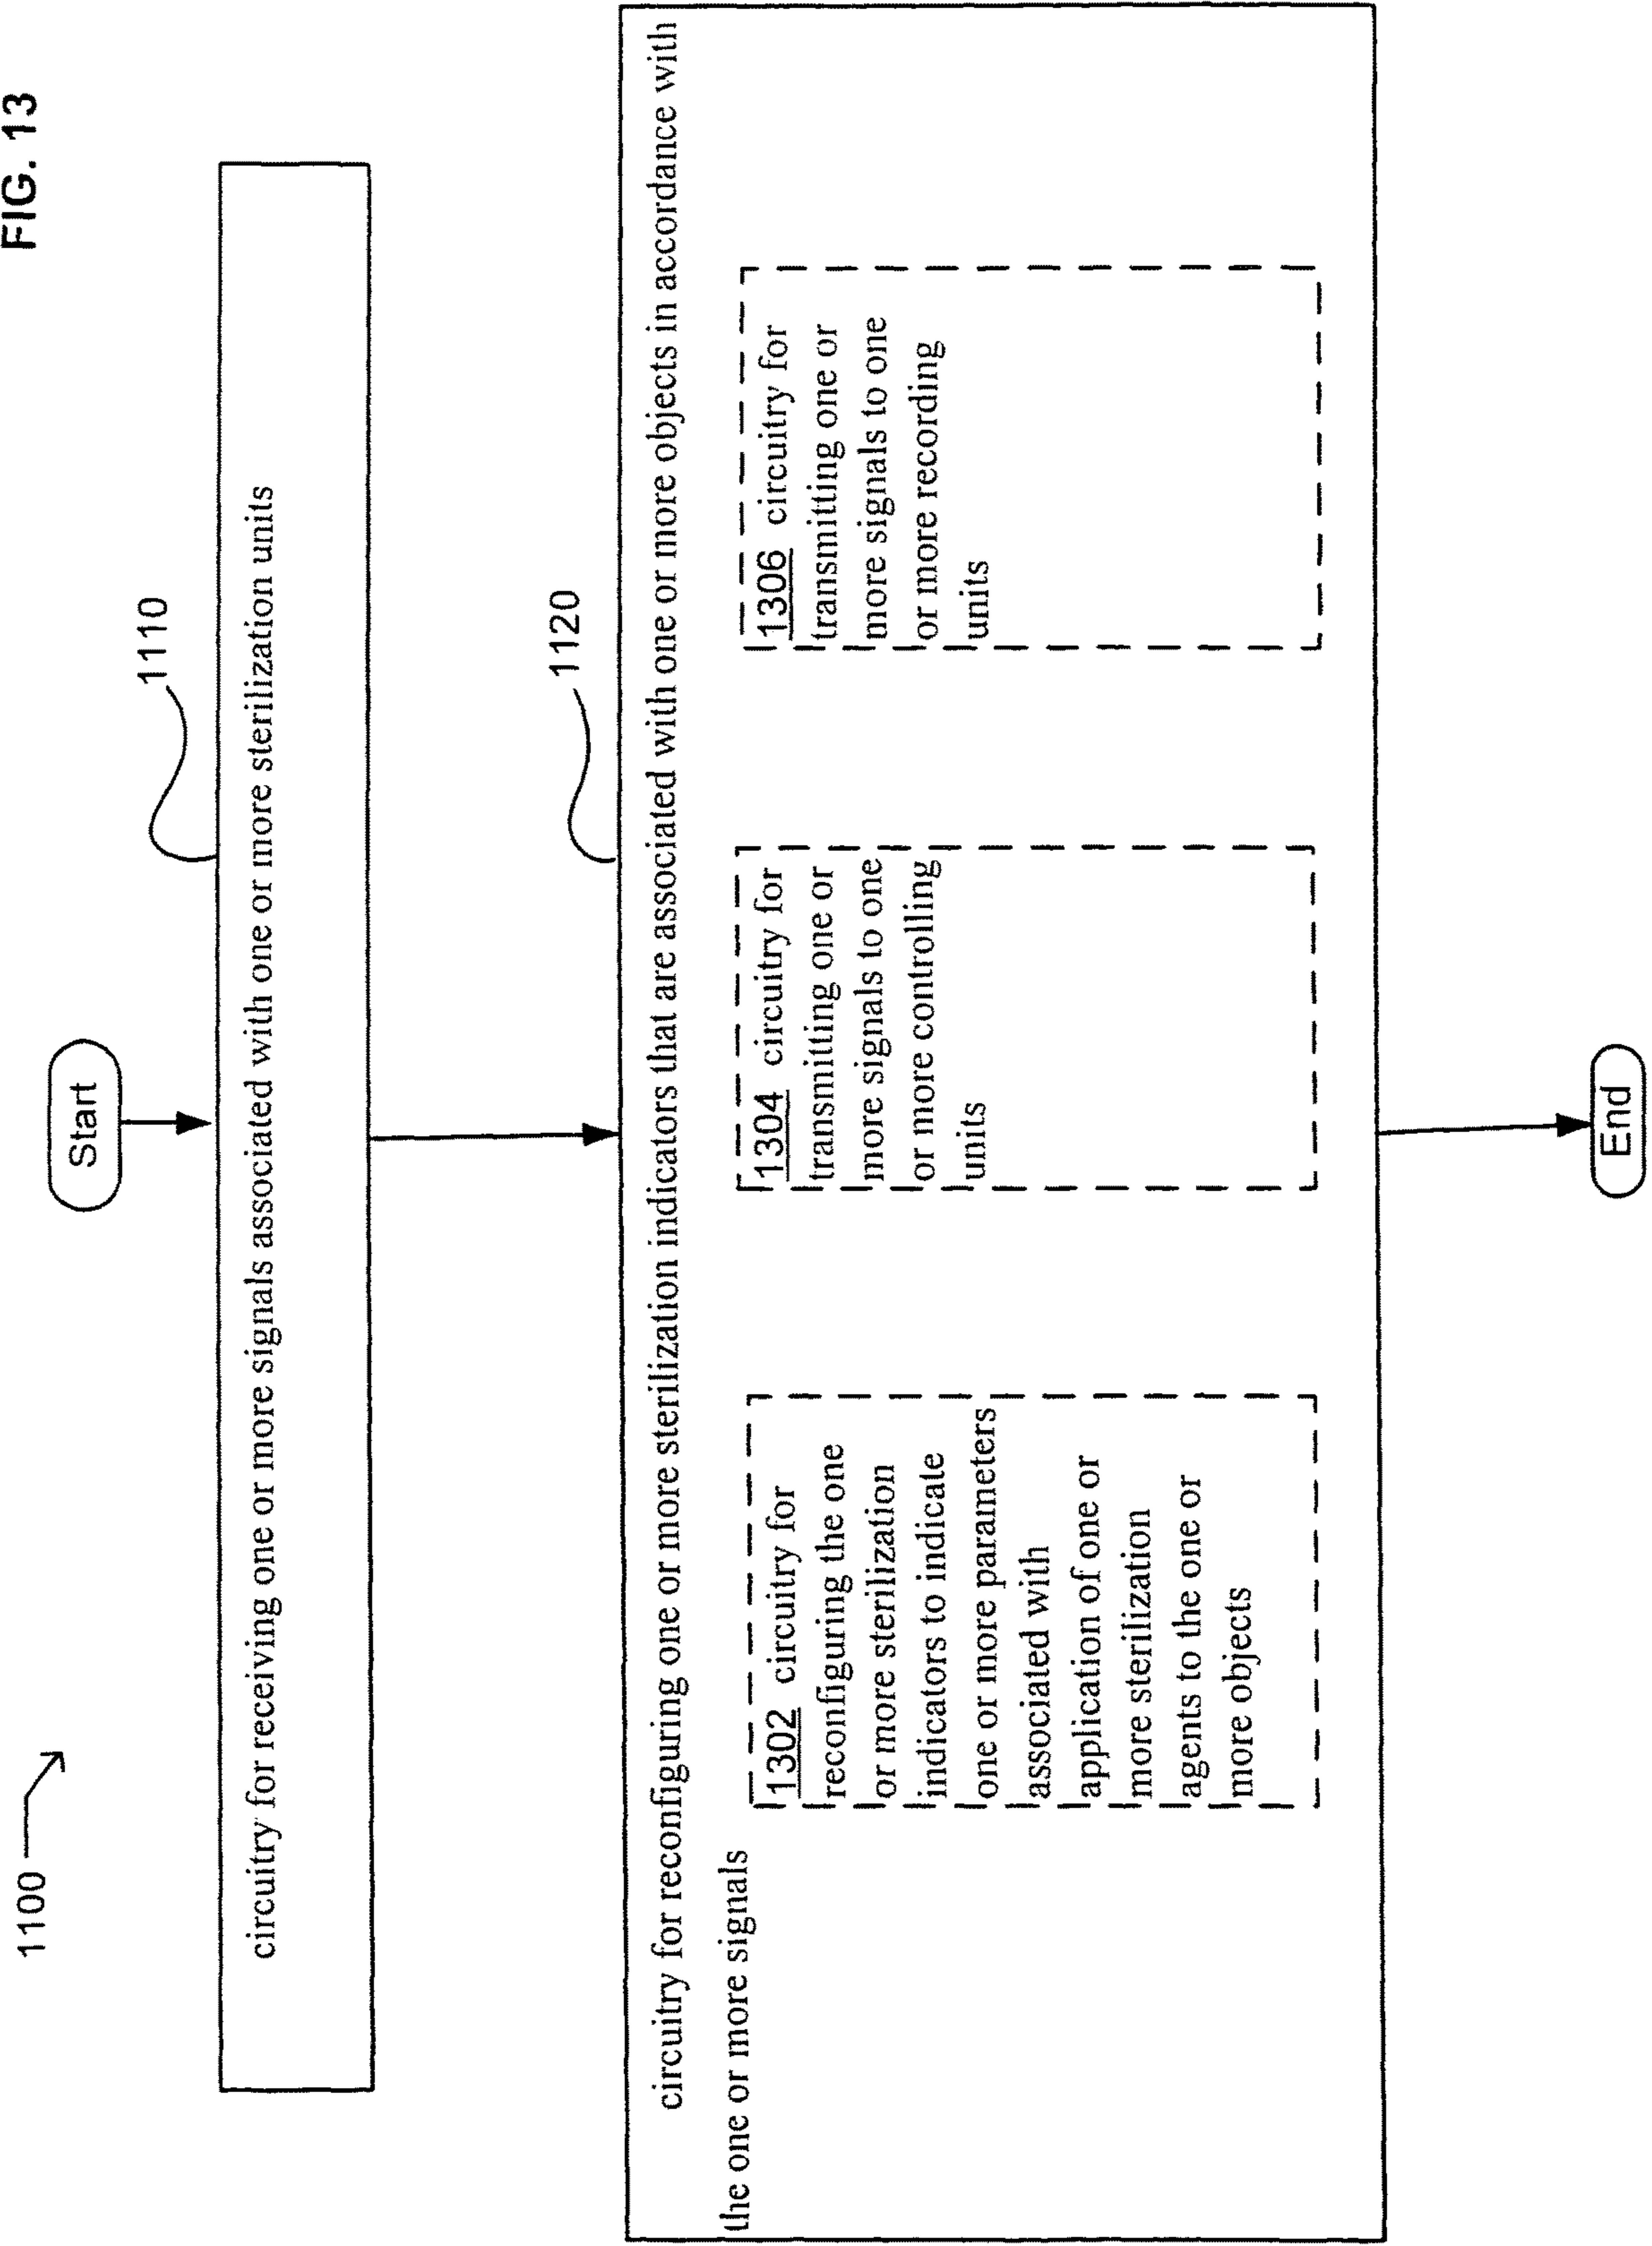 FIG. 13
1100
Start
1110
circuitry for receiving one or more signals associated with one or more sterilization units
1120
circuitry for reconfiguring one or more sterilization indicators that are associated with one or more objects in accordance with
the one or more signals
1302 circuitry for
reconfiguring the one
or more sterilization
indicators to indicate
one or more parameters
associated with
application of one or
more sterilization
agents to the one or
more objects
1304 circuitry for
transmitting one or
more signals to one
or more controlling
units
1306 circuitry for
transmitting one or
more signals to one
or more recording
units
End